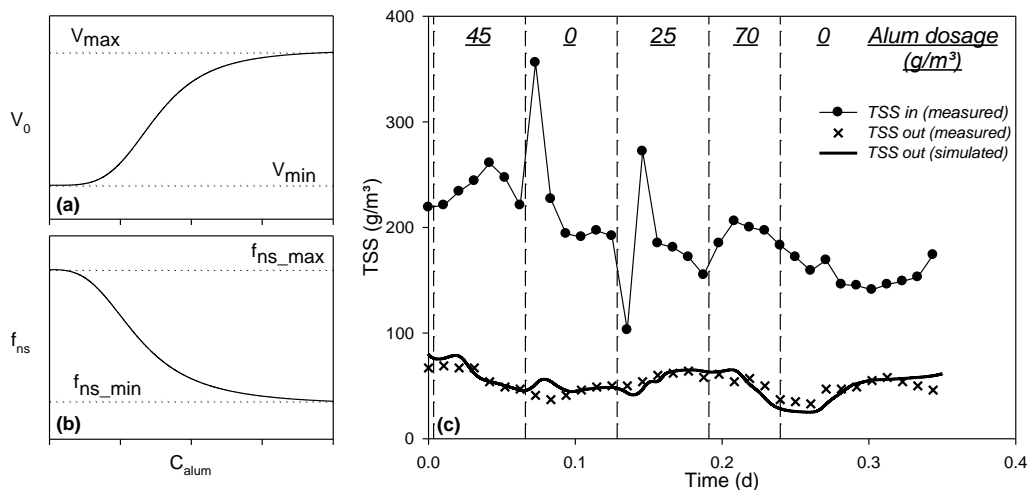 Vmax
V0
Vmin
(a)
fns_max
fns
fns_min
(b)
Calum
400
300
200
100
0
TSS (g/m³)
45 0 25 70 0 Alum dosage
(g/m³)
TSS in (measured)
TSS out (measured)
TSS out (simulated)
(c)
0.0 0.1 0.2 0.3 0.4
Time (d)